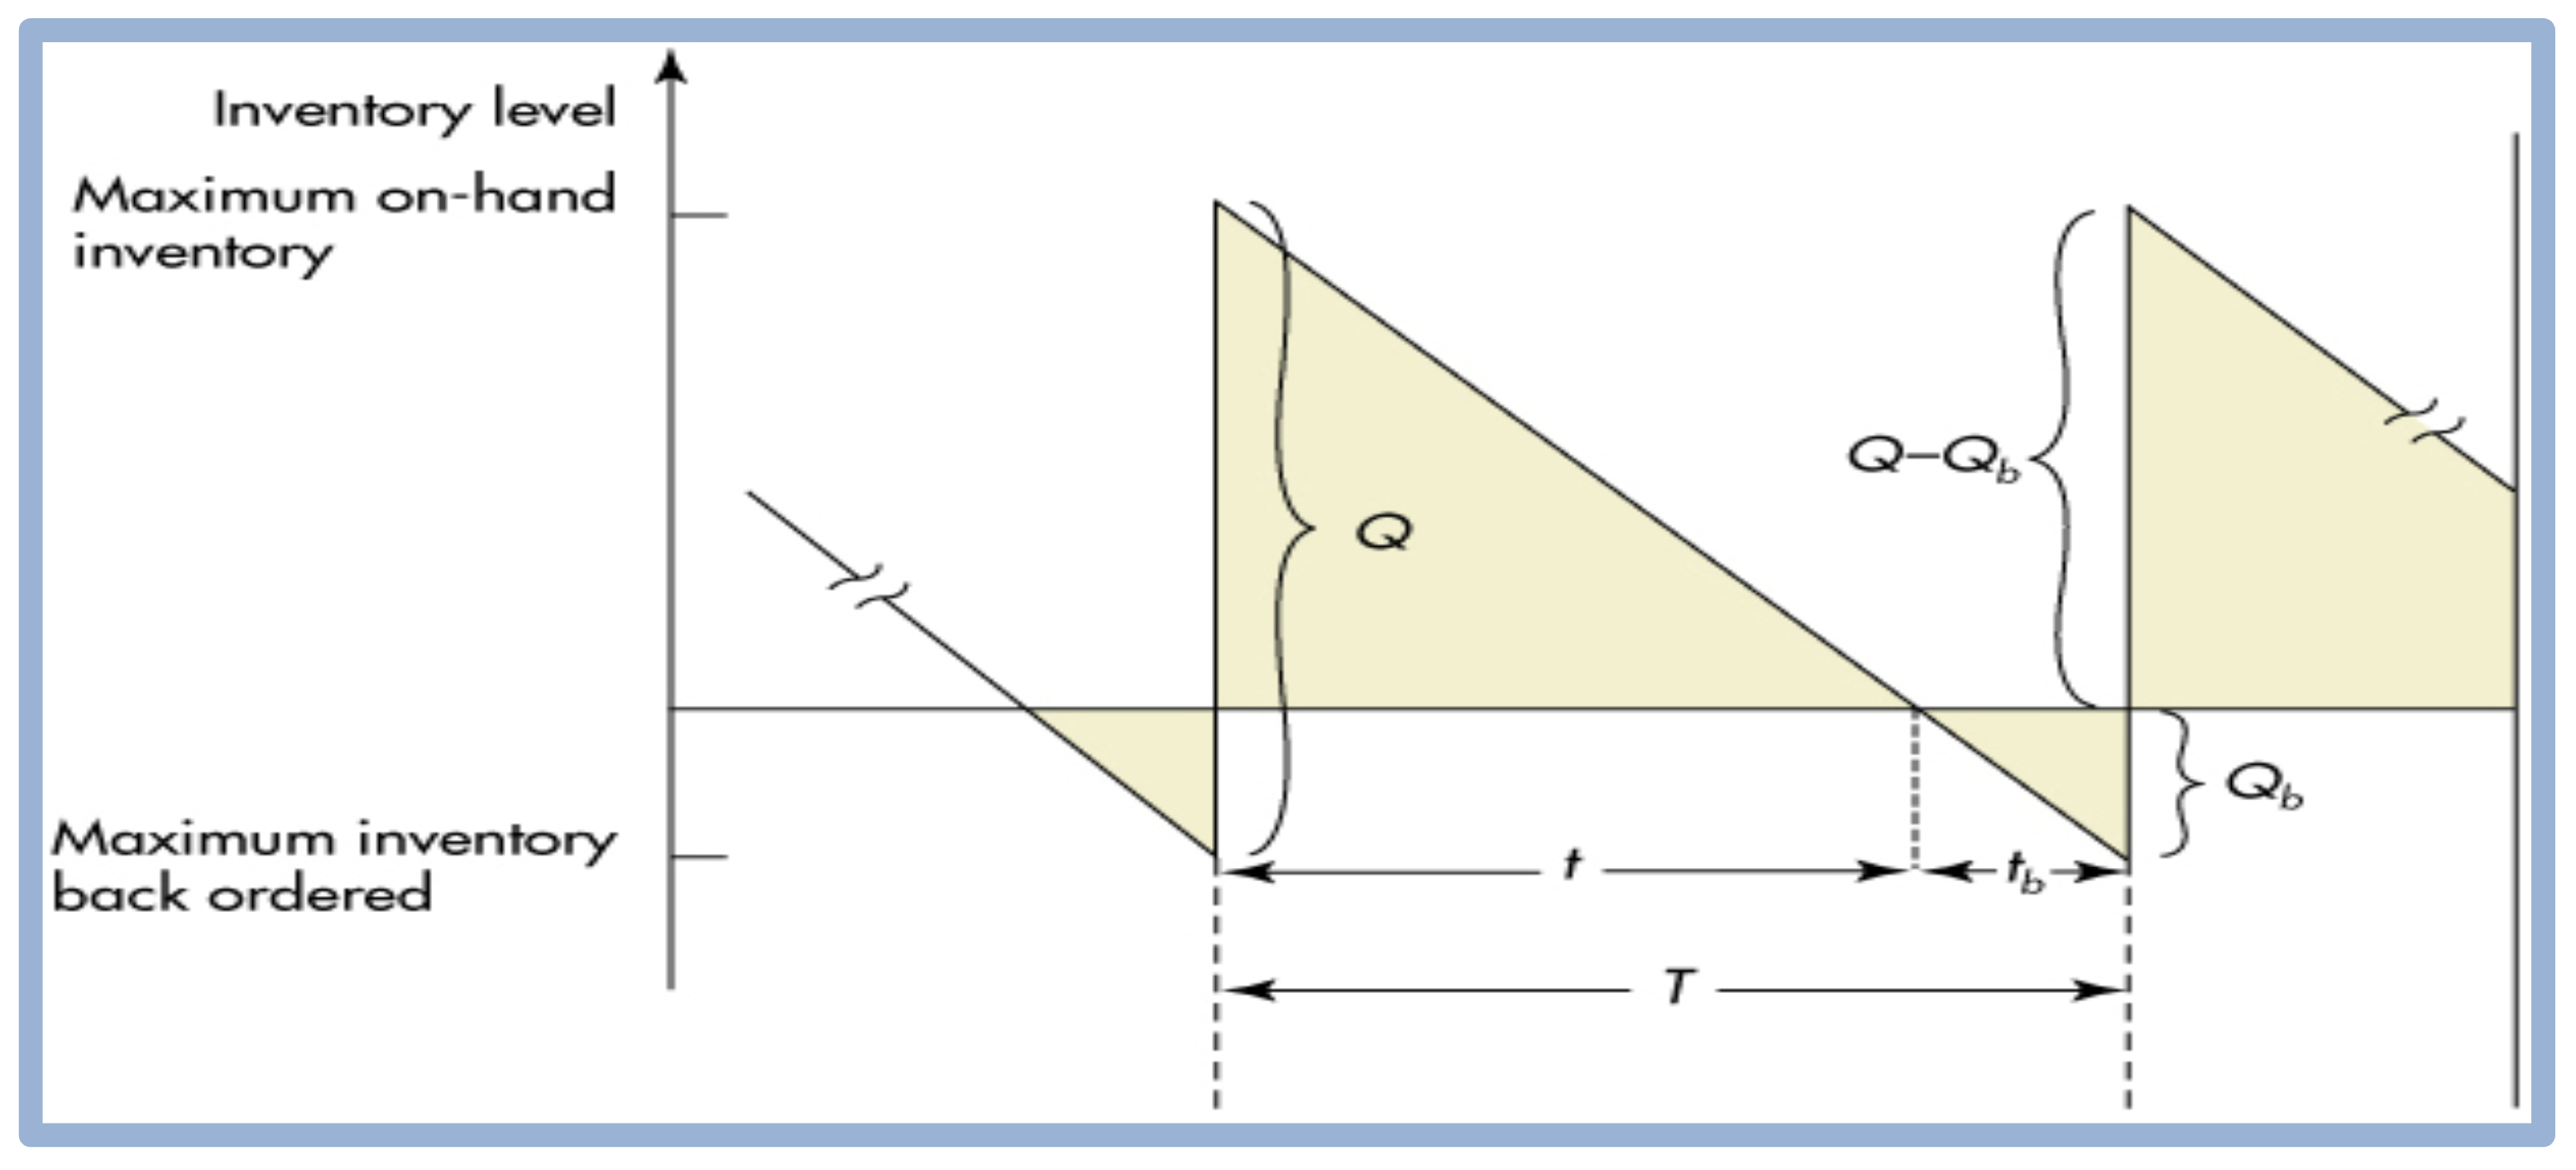 Inventory level
Maximum on-hand
inventory
Q–Q_b
Q
Q_b
Maximum inventory
back ordered
t
t_b
T